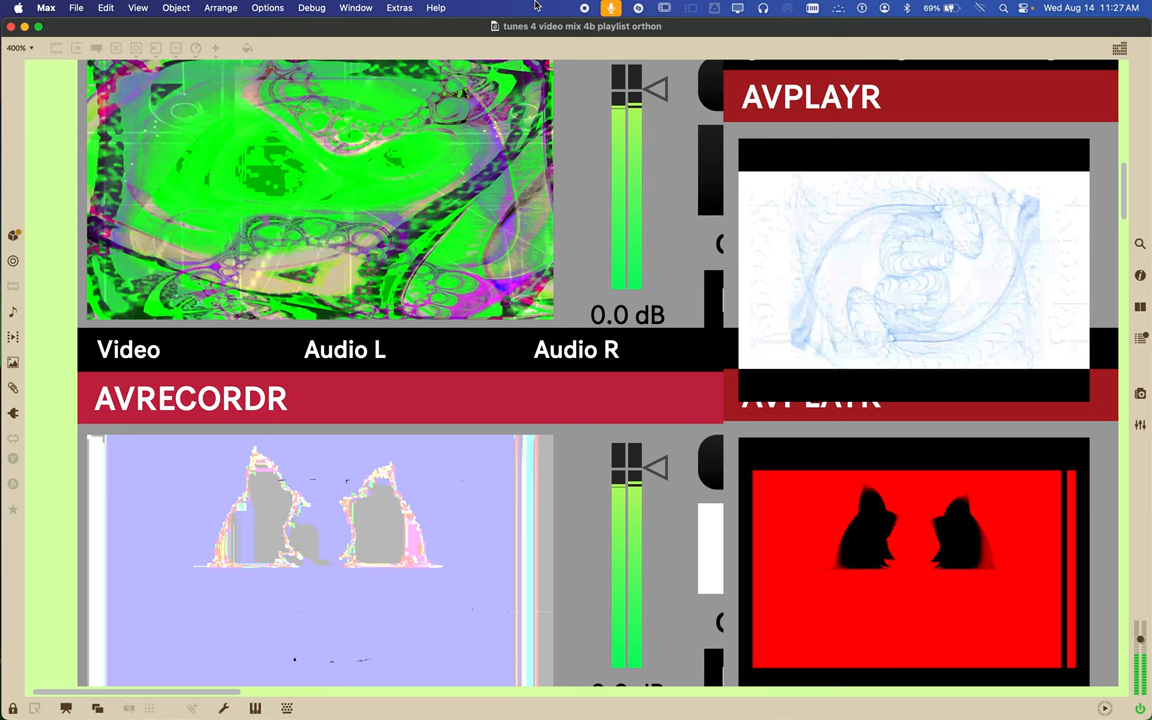 Max File Edit View Object Arrange Options Debug Window Extras Help 69% Wed Aug 14 11:27 AM
tunes 4 video mix 4b playlist orthon
400%
AVPLAYR
0.0 dB
Video Audio L Audio R
AVRECORDR